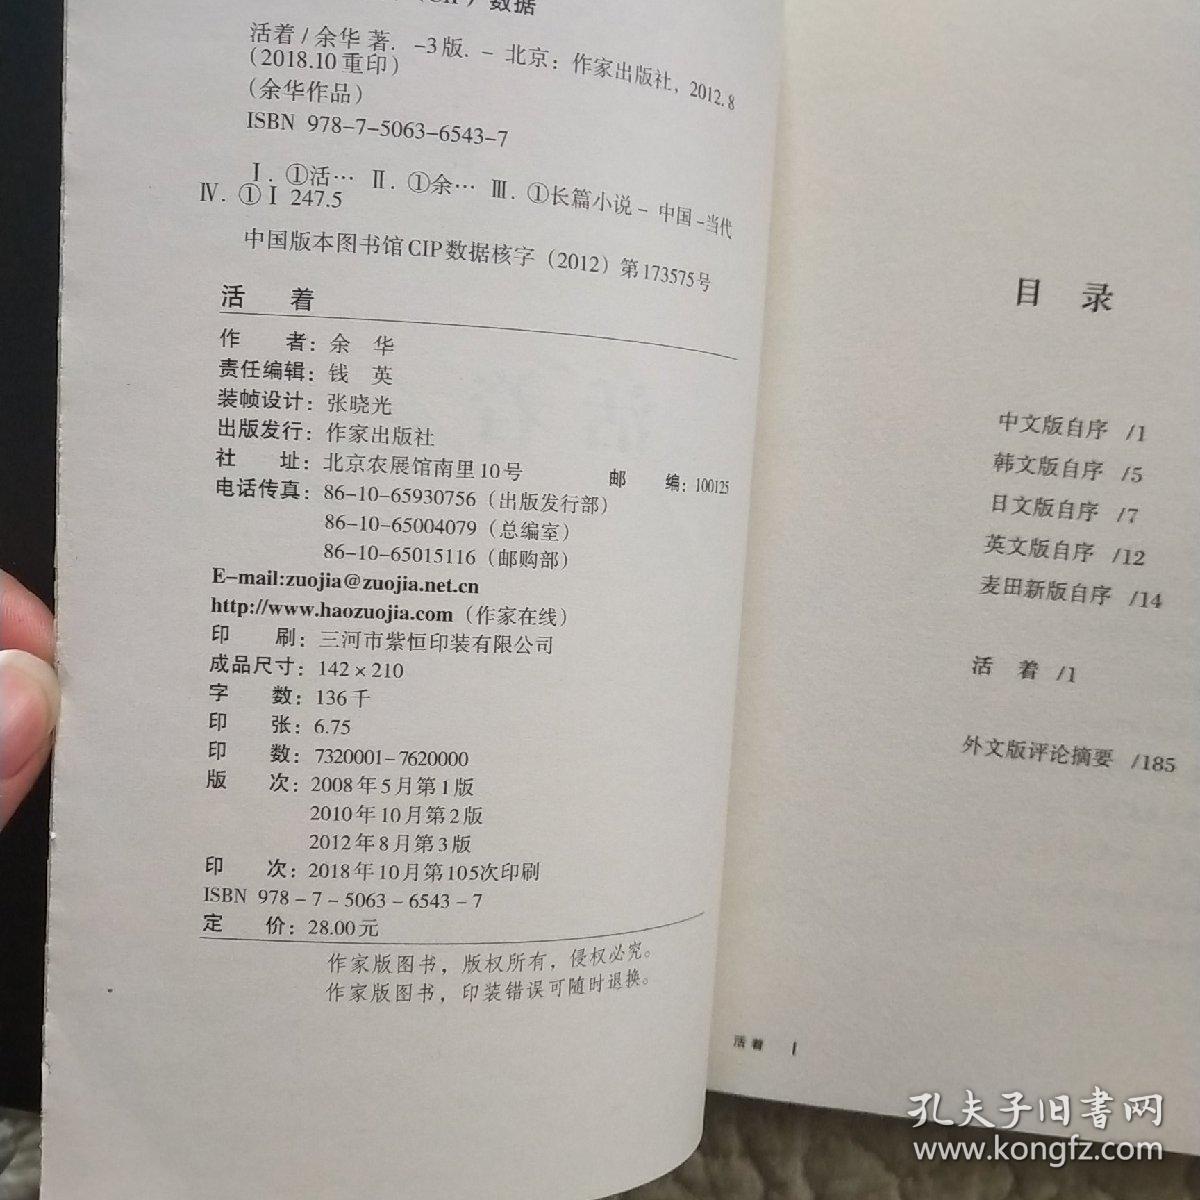 数据
活着 / 余华 著. -3版. - 北京：作家出版社，2012.8
(2018.10重印)
（余华作品）
ISBN 978-7-5063-6543-7
Ⅰ. ①活… Ⅱ. ①余… Ⅲ. ①长篇小说 - 中国 - 当代
Ⅳ. ①Ⅰ 247.5
中国版本图书馆CIP数据核字（2012）第173575号
活 着
作 者：余 华
责任编辑：钱 英
装帧设计：张晓光
出版发行：作家出版社
社 址：北京农展馆南里10号 邮 编：100125
电话传真：86-10-65930756（出版发行部）
86-10-65004079（总编室）
86-10-65015116（邮购部）
E-mail:zuojia@zuojia.net.cn
http://www.haozuojia.com（作家在线）
印 刷：三河市紫恒印装有限公司
成品尺寸：142×210
字 数：136千
印 张：6.75
印 数：7320001-7620000
版 次：2008年5月第1版
2010年10月第2版
2012年8月第3版
印 次：2018年10月第105次印刷
ISBN 978-7-5063-6543-7
定 价：28.00元
作家版图书，版权所有，侵权必究。
作家版图书，印装错误可随时退换。
目 录
中文版自序 /1
韩文版自序 /5
日文版自序 /7
英文版自序 /12
麦田新版自序 /14
活 着 /1
外文版评论摘要 /185
活着 1
孔夫子旧书网
www.kongfz.com